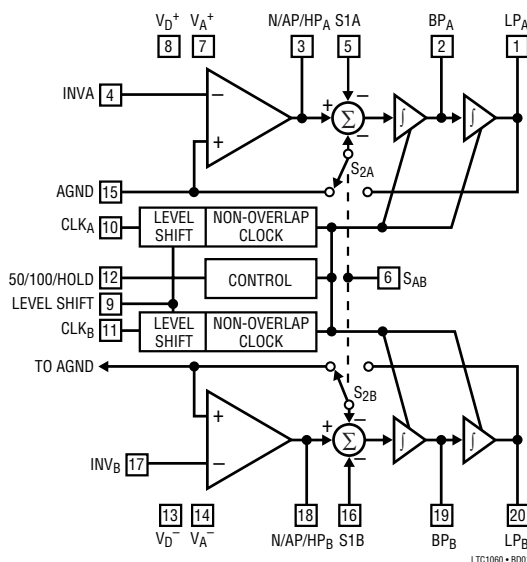 V_D^+ V_A^+ N/AP/HP_A S1A BP_A LP_A
8 7 3 5 2 1
INVA 4
− + − ∫ ∫
Σ
+ −
S_2A
AGND 15
CLK_A 10 LEVEL SHIFT NON-OVERLAP CLOCK
50/100/HOLD 12 CONTROL 6 S_AB
LEVEL SHIFT 9
CLK_B 11 LEVEL SHIFT NON-OVERLAP CLOCK
TO AGND
S_2B
+ −
+ Σ ∫ ∫
− −
INV_B 17
13 14 18 16 19 20
V_D^− V_A^− N/AP/HP_B S1B BP_B LP_B
LTC1060 • BD01